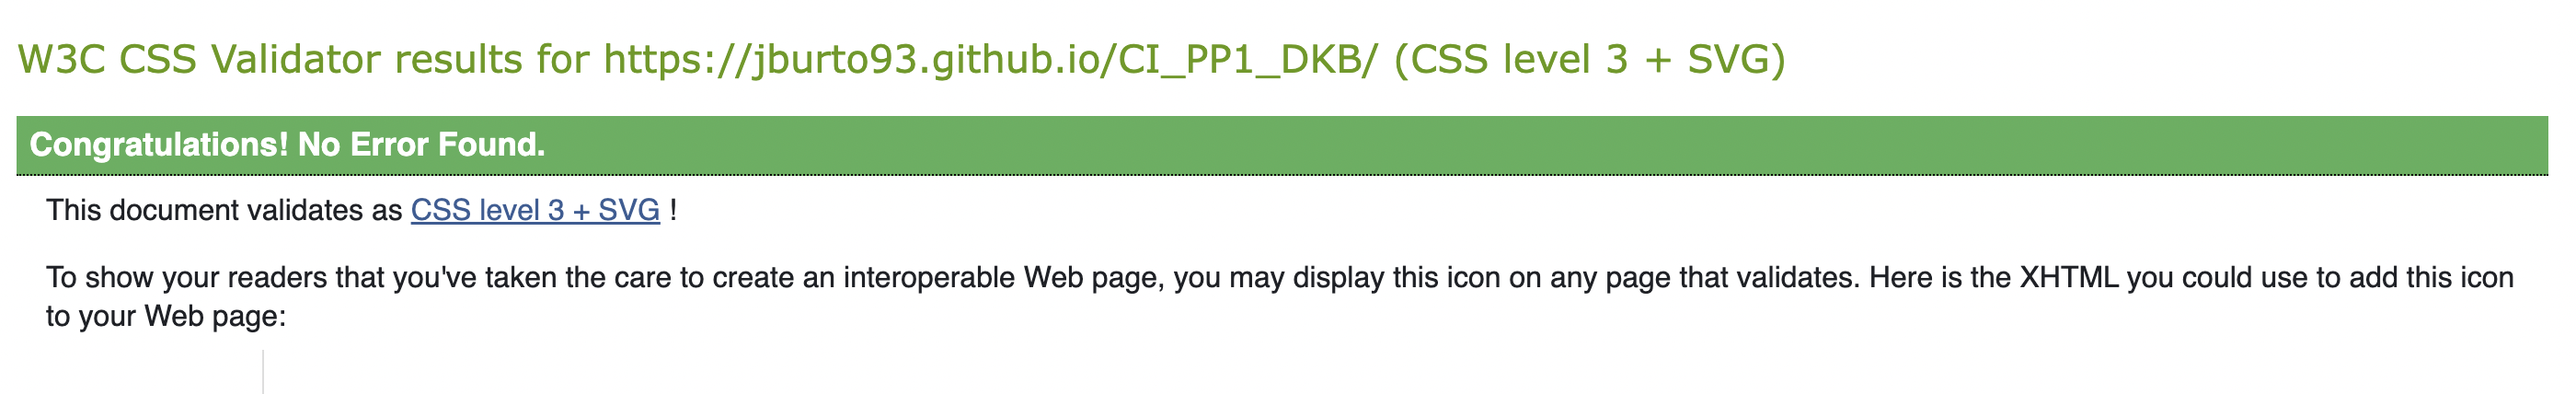 W3C CSS Validator results for https://jburto93.github.io/CI_PP1_DKB/ (CSS level 3 + SVG)
Congratulations! No Error Found.
This document validates as CSS level 3 + SVG !
To show your readers that you've taken the care to create an interoperable Web page, you may display this icon on any page that validates. Here is the XHTML you could use to add this icon
to your Web page: